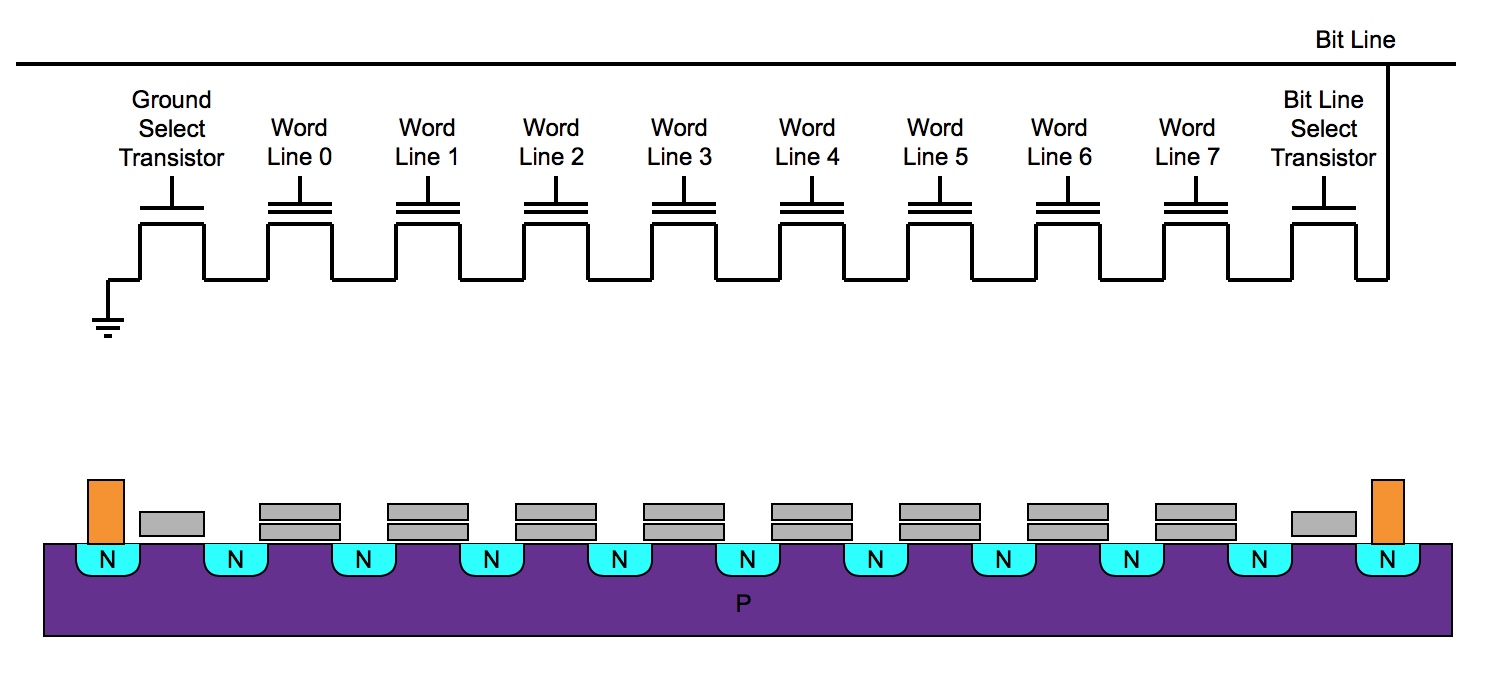 Bit Line
Ground
Select
Transistor
Word
Line 0
Word
Line 1
Word
Line 2
Word
Line 3
Word
Line 4
Word
Line 5
Word
Line 6
Word
Line 7
Bit Line
Select
Transistor
N
N
N
N
N
N
N
N
N
N
N
P